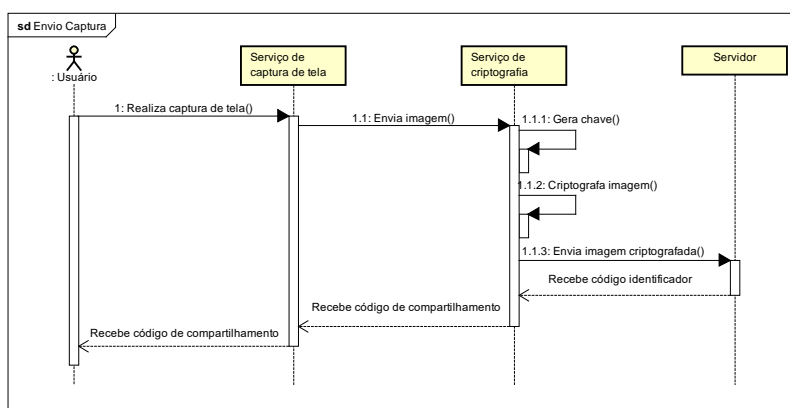 sd Envio Captura
: Usuário
Serviço de
captura de tela
Serviço de
criptografia
Servidor
1: Realiza captura de tela()
1.1: Envia imagem()
1.1.1: Gera chave()
1.1.2: Criptografa imagem()
1.1.3: Envia imagem criptografada()
Recebe código identificador
Recebe código de compartilhamento
Recebe código de compartilhamento